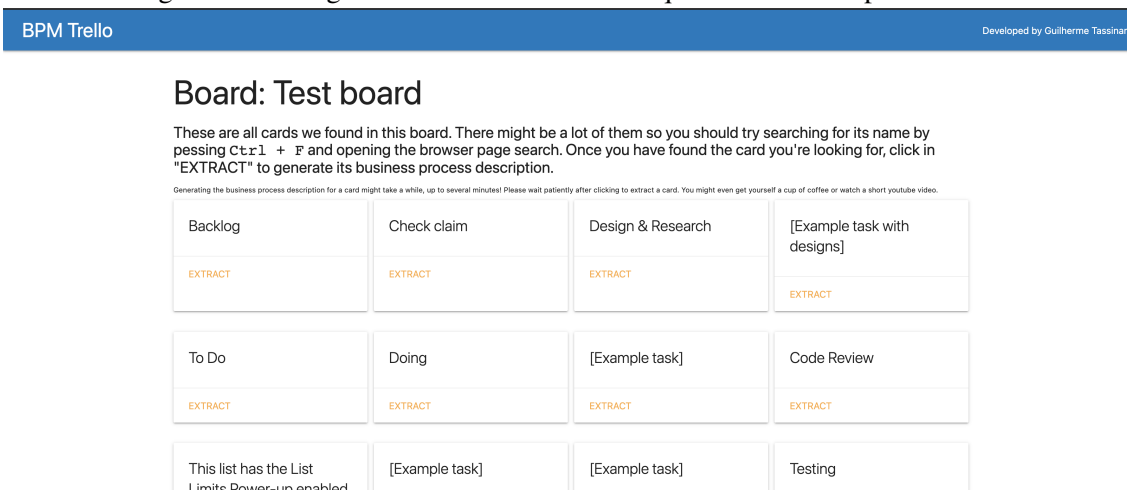 BPM Trello
Developed by Guilherme Tassinar
Board: Test board
These are all cards we found in this board. There might be a lot of them so you should try searching for its name by
pessing Ctrl + F and opening the browser page search. Once you have found the card you're looking for, click in
"EXTRACT" to generate its business process description.
Generating the business process description for a card might take a while, up to several minutes! Please wait patiently after clicking to extract a card. You might even get yourself a cup of coffee or watch a short youtube video.
Backlog
EXTRACT
Check claim
EXTRACT
Design & Research
EXTRACT
[Example task with
designs]
EXTRACT
To Do
EXTRACT
Doing
EXTRACT
[Example task]
EXTRACT
Code Review
EXTRACT
This list has the List
Limits Power-up enabled
[Example task]
[Example task]
Testing